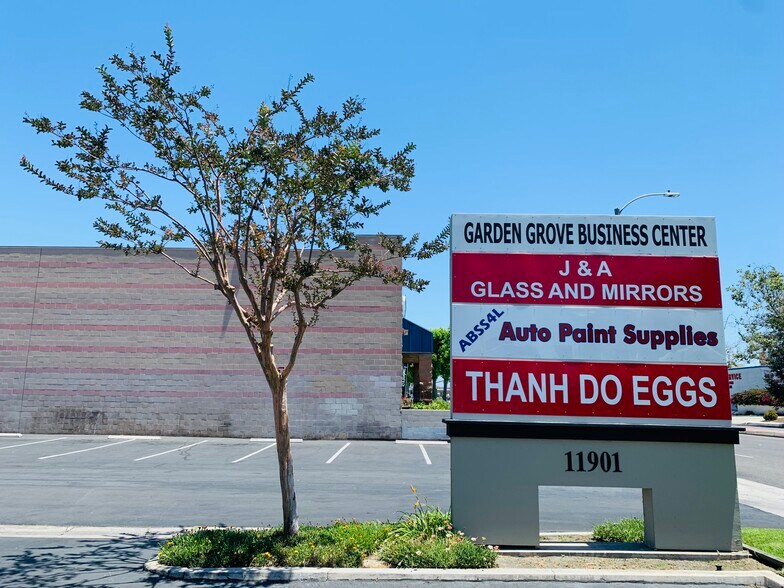 GARDEN GROVE BUSINESS CENTER
J & A
GLASS AND MIRRORS
ABSS4L
Auto Paint Supplies
THANH DO EGGS
11901